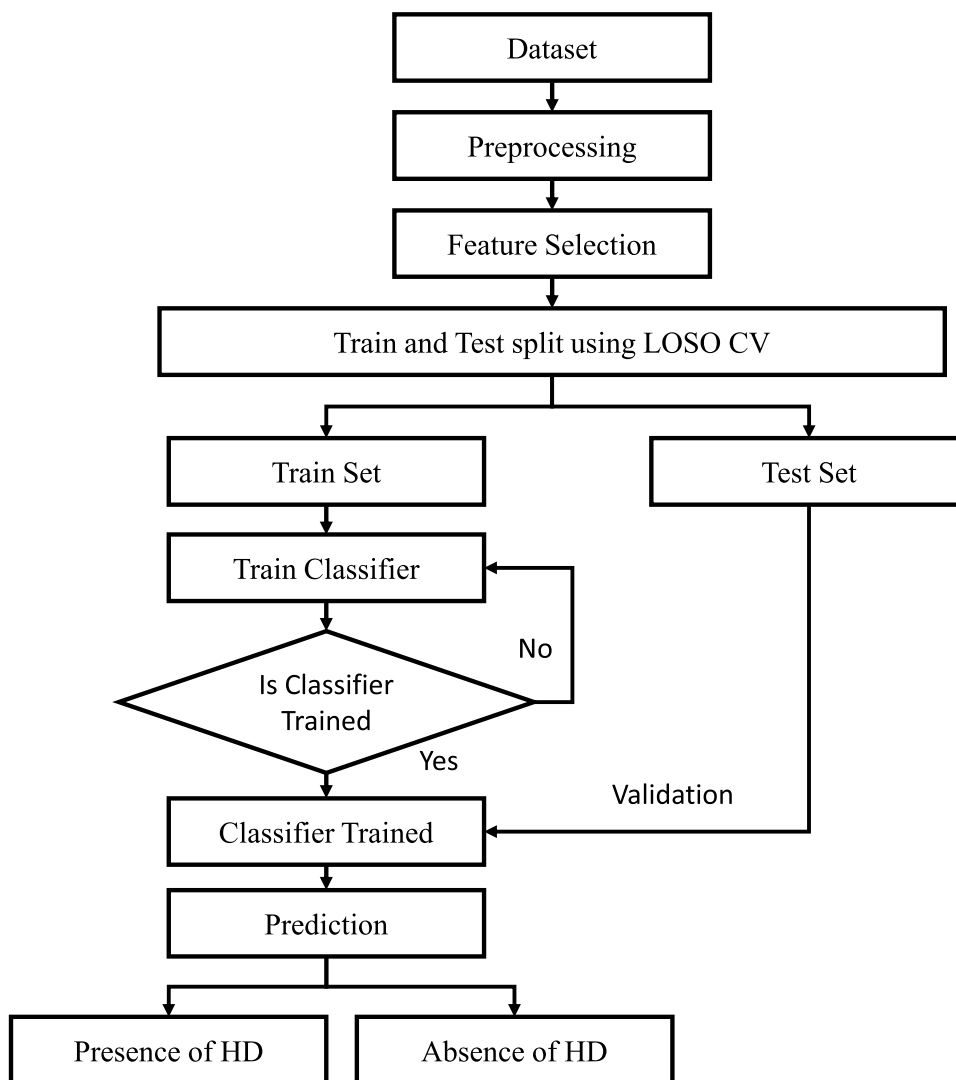 Dataset
Preprocessing
Feature Selection
Train and Test split using LOSO CV
Train Set
Test Set
Train Classifier
No
Is Classifier
Trained
Yes
Validation
Classifier Trained
Prediction
Presence of HD
Absence of HD